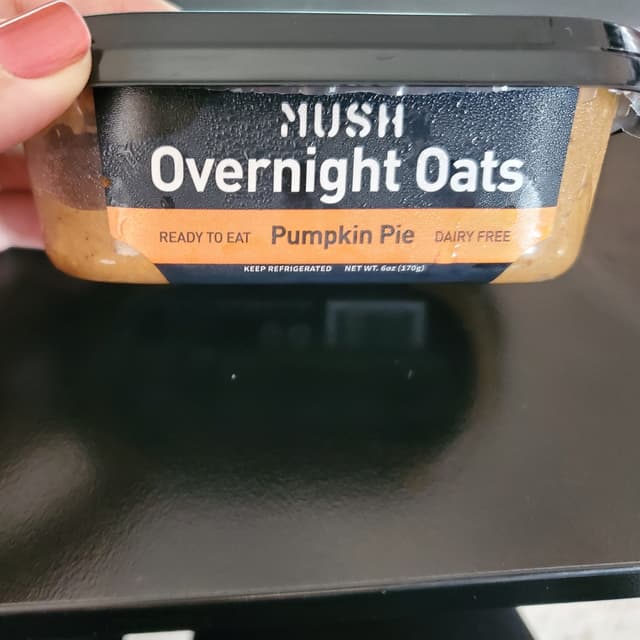 MUSH
Overnight Oats
READY TO EAT Pumpkin Pie DAIRY FREE
KEEP REFRIGERATED NET WT. 6oz (170g)